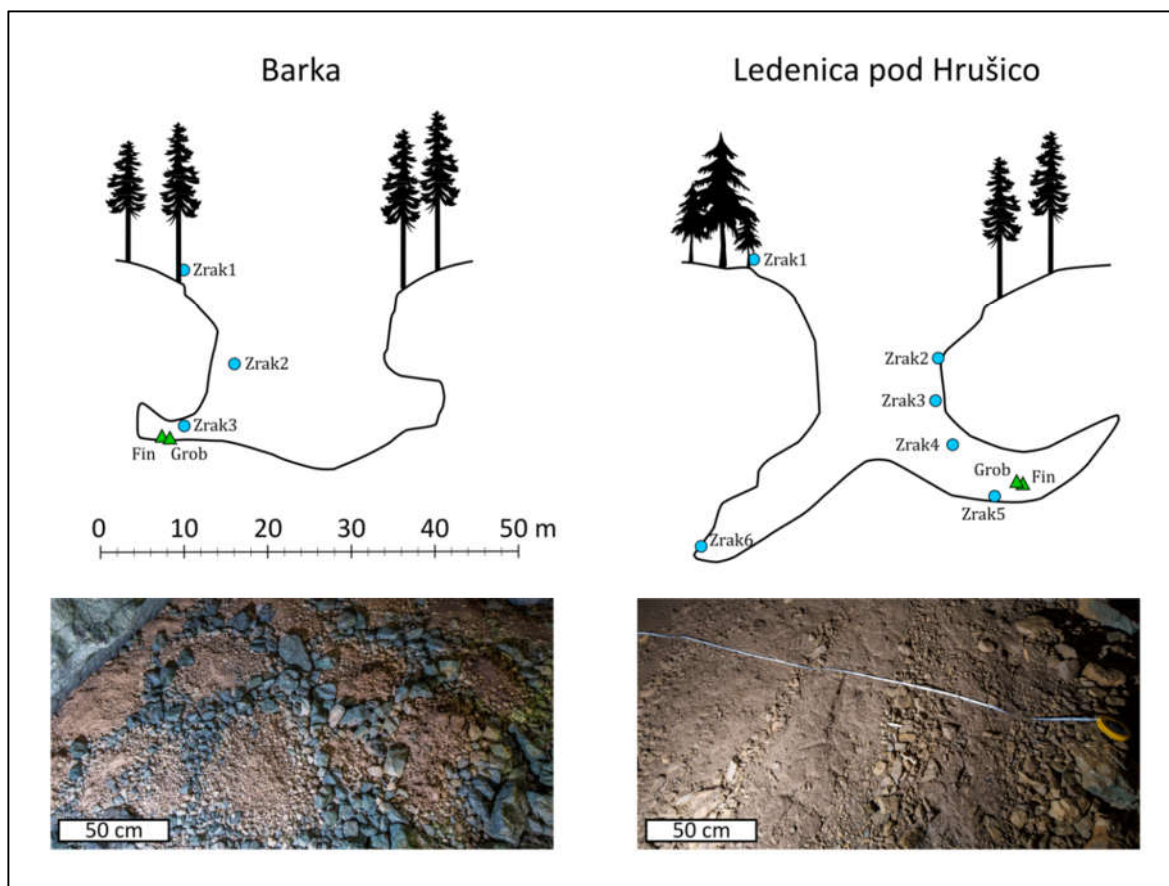 Barka
Ledenica pod Hrušico
Zrak1
Zrak2
Zrak3
Fin
Grob
Zrak1
Zrak2
Zrak3
Zrak4
Grob
Fin
Zrak5
Zrak6
0 10 20 30 40 50 m
50 cm
50 cm